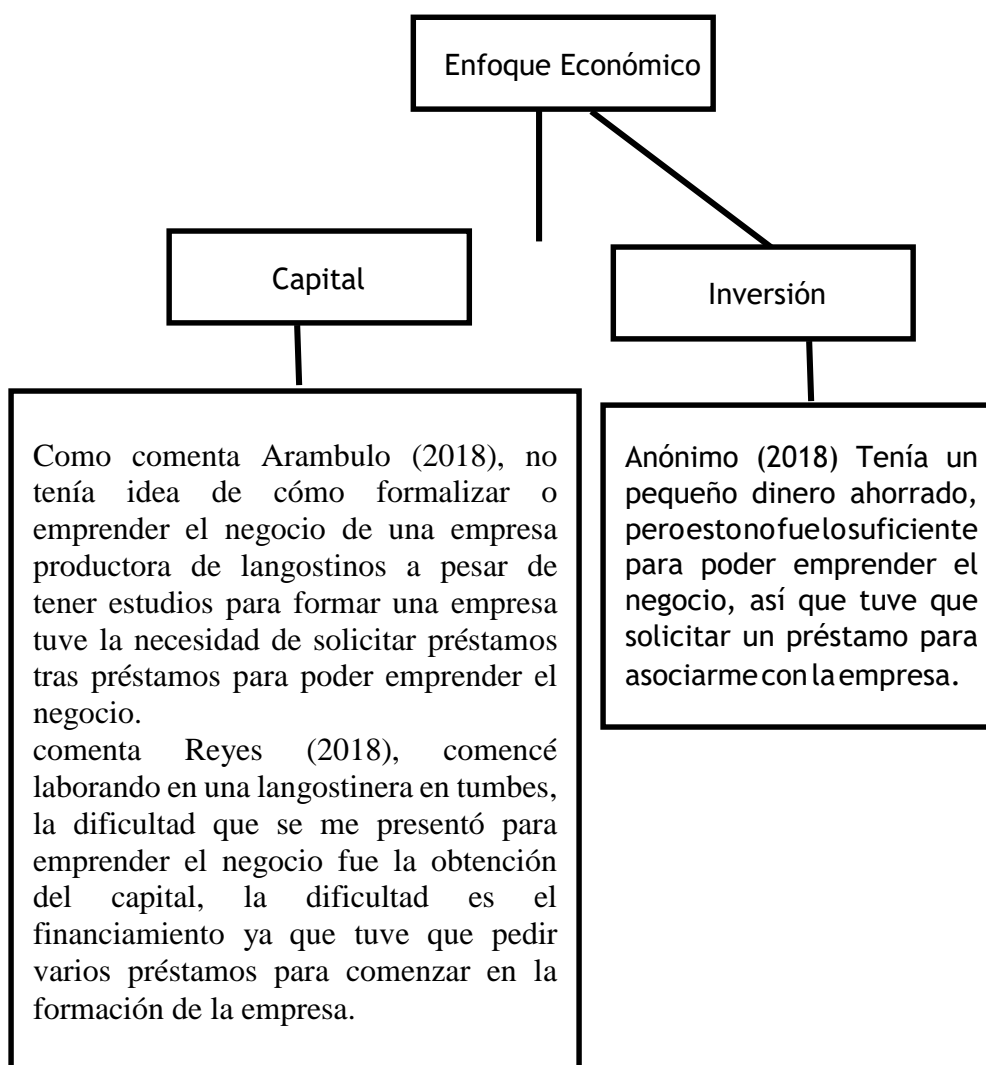 Enfoque Económico
Capital
Inversión
Como comenta Arambulo (2018), no
tenía idea de cómo formalizar o
emprender el negocio de una empresa
productora de langostinos a pesar de
tener estudios para formar una empresa
tuve la necesidad de solicitar préstamos
tras préstamos para poder emprender el
negocio.
comenta Reyes (2018), comencé
laborando en una langostinera en tumbes,
la dificultad que se me presentó para
emprender el negocio fue la obtención
del capital, la dificultad es el
financiamiento ya que tuve que pedir
varios préstamos para comenzar en la
formación de la empresa.
Anónimo (2018) Tenía un
pequeño dinero ahorrado,
peroestonofuelosuficiente
para poder emprender el
negocio, así que tuve que
solicitar un préstamo para
asociarmeconlaempresa.